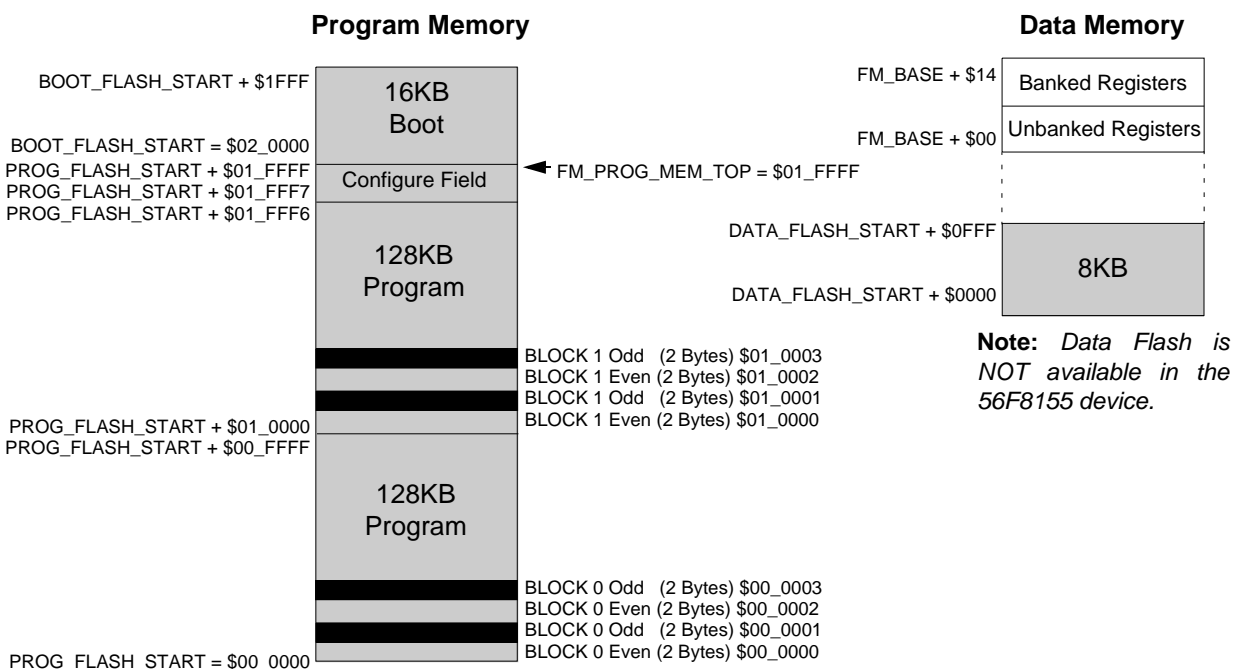 Program Memory
Data Memory
BOOT_FLASH_START + $1FFF
16KB
Boot
BOOT_FLASH_START = $02_0000
PROG_FLASH_START + $01_FFFF
PROG_FLASH_START + $01_FFF7
PROG_FLASH_START + $01_FFF6
Configure Field
FM_PROG_MEM_TOP = $01_FFFF
128KB
Program
BLOCK 1 Odd (2 Bytes) $01_0003
BLOCK 1 Even (2 Bytes) $01_0002
BLOCK 1 Odd (2 Bytes) $01_0001
BLOCK 1 Even (2 Bytes) $01_0000
PROG_FLASH_START + $01_0000
PROG_FLASH_START + $00_FFFF
128KB
Program
BLOCK 0 Odd (2 Bytes) $00_0003
BLOCK 0 Even (2 Bytes) $00_0002
BLOCK 0 Odd (2 Bytes) $00_0001
BLOCK 0 Even (2 Bytes) $00_0000
PROG_FLASH_START = $00_0000
FM_BASE + $14
Banked Registers
FM_BASE + $00
Unbanked Registers
DATA_FLASH_START + $0FFF
8KB
DATA_FLASH_START + $0000
Note: Data Flash is
NOT available in the
56F8155 device.